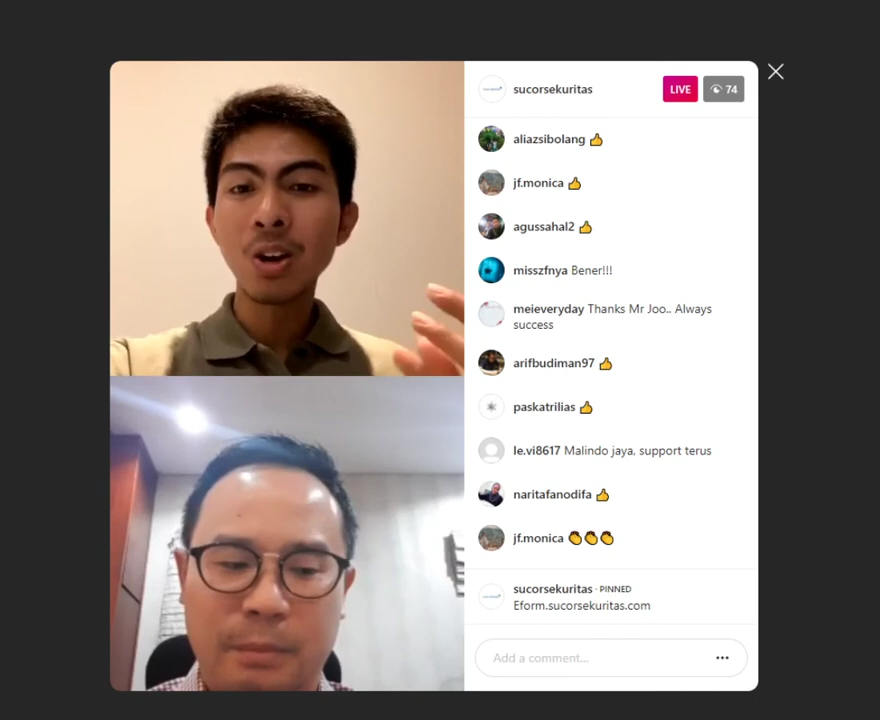 sucorsekuritas
LIVE
74
aliazsibolang 👍
jf.monica 👍
agussahal2 👍
misszfnya Bener!!!
meieveryday Thanks Mr Joo.. Always
success
arifbudiman97 👍
paskatrilias 👍
le.vi8617 Malindo jaya, support terus
naritafanodifa 👍
jf.monica 👏👏👏
sucorsekuritas · PINNED
Eform.sucorsekuritas.com
Add a comment...